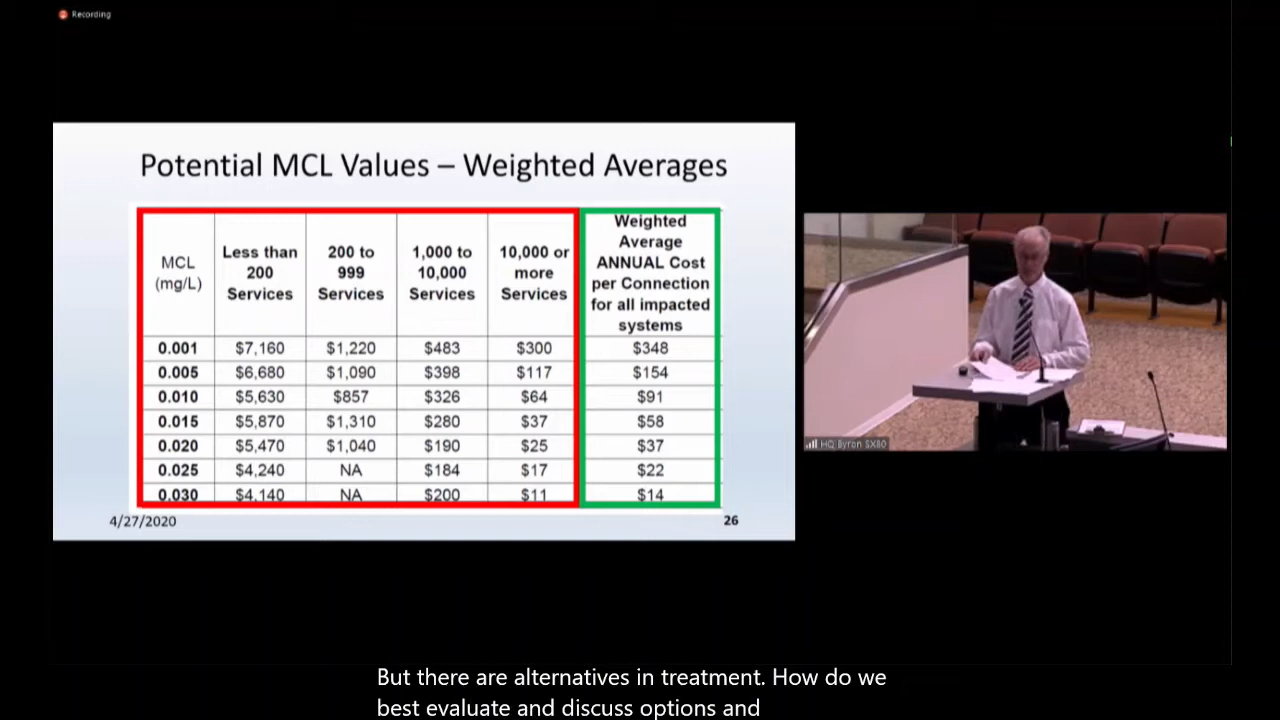 Recording
Potential MCL Values – Weighted Averages
MCL (mg/L) Less than 200 Services 200 to 999 Services 1,000 to 10,000 Services 10,000 or more Services Weighted Average ANNUAL Cost per Connection for all impacted systems
0.001 $7,160 $1,220 $483 $300 $348
0.005 $6,680 $1,090 $398 $117 $154
0.010 $5,630 $857 $326 $64 $91
0.015 $5,870 $1,310 $280 $37 $58
0.020 $5,470 $1,040 $190 $25 $37
0.025 $4,240 NA $184 $17 $22
0.030 $4,140 NA $200 $11 $14
4/27/2020 26
HQ Byron SX80
But there are alternatives in treatment. How do we
best evaluate and discuss options and